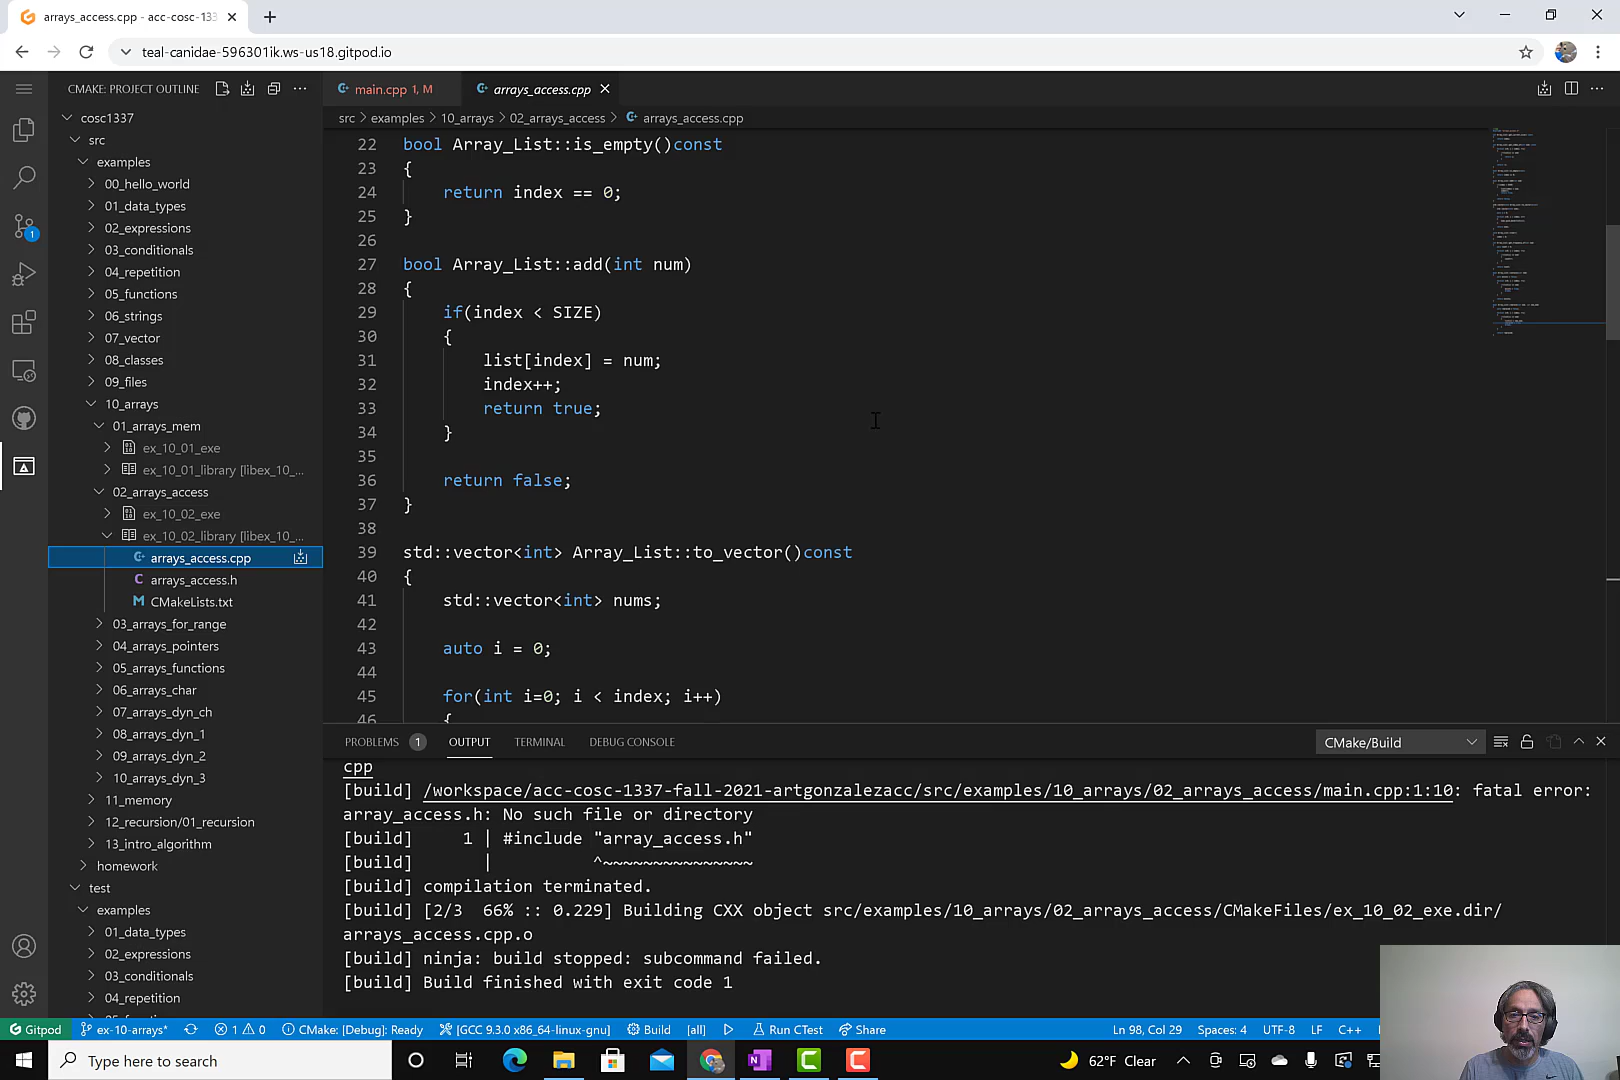 arrays_access.cpp - acc-cosc-133
teal-canidae-596301ik.ws-us18.gitpod.io
CMAKE: PROJECT OUTLINE
main.cpp 1, M
arrays_access.cpp
src > examples > 10_arrays > 02_arrays_access > arrays_access.cpp
cosc1337
src
examples
00_hello_world
01_data_types
02_expressions
03_conditionals
04_repetition
05_functions
06_strings
07_vector
08_classes
09_files
10_arrays
01_arrays_mem
ex_10_01_exe
ex_10_01_library [libex_10_...
02_arrays_access
ex_10_02_exe
ex_10_02_library [libex_10_...
arrays_access.cpp
arrays_access.h
CMakeLists.txt
03_arrays_for_range
04_arrays_pointers
05_arrays_functions
06_arrays_char
07_arrays_dyn_ch
08_arrays_dyn_1
09_arrays_dyn_2
10_arrays_dyn_3
11_memory
12_recursion/01_recursion
13_intro_algorithm
homework
test
examples
01_data_types
02_expressions
03_conditionals
04_repetition
1
22 bool Array_List::is_empty()const
23 {
24 return index == 0;
25 }
26
27 bool Array_List::add(int num)
28 {
29 if(index < SIZE)
30 {
31 list[index] = num;
32 index++;
33 return true;
34 }
35
36 return false;
37 }
38
39 std::vector<int> Array_List::to_vector()const
40 {
41 std::vector<int> nums;
42
43 auto i = 0;
44
45 for(int i=0; i < index; i++)
46 {
PROBLEMS 1 OUTPUT TERMINAL DEBUG CONSOLE CMake/Build
cpp
[build] /workspace/acc-cosc-1337-fall-2021-artgonzalezacc/src/examples/10_arrays/02_arrays_access/main.cpp:1:10: fatal error:
array_access.h: No such file or directory
[build] 1 | #include "array_access.h"
[build] | ^~~~~~~~~~~~~~~~
[build] compilation terminated.
[build] [2/3 66% :: 0.229] Building CXX object src/examples/10_arrays/02_arrays_access/CMakeFiles/ex_10_02_exe.dir/
arrays_access.cpp.o
[build] ninja: build stopped: subcommand failed.
[build] Build finished with exit code 1
Gitpod ex-10-arrays* 1 0 CMake: [Debug]: Ready [GCC 9.3.0 x86_64-linux-gnu] Build [all] Run CTest Share Ln 98, Col 29 Spaces: 4 UTF-8 LF C++
Type here to search
62°F Clear